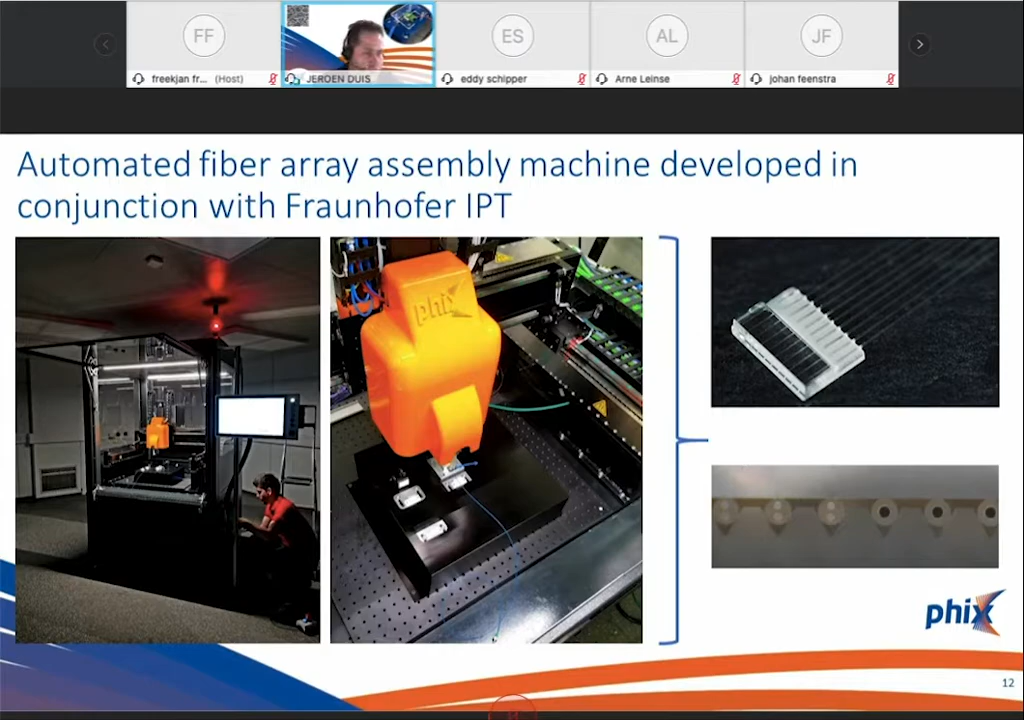 FF
ES
AL
JF
freekjan fr... (Host)
JEROEN DUIS
eddy schipper
Arne Leinse
johan feenstra
Automated fiber array assembly machine developed in
conjunction with Fraunhofer IPT
phix
phix
12